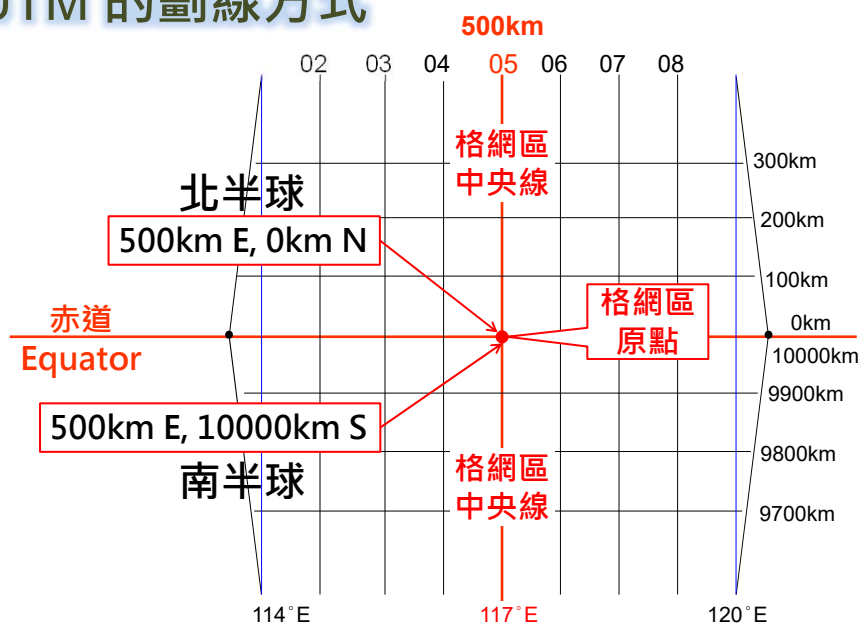 UTM 的劃線方式
500km
02 03 04 05 06 07 08
格網區
中央線
300km
北半球
200km
500km E, 0km N
100km
格網區
原點
赤道
0km
Equator
10000km
9900km
500km E, 10000km S
9800km
格網區
中央線
南半球
9700km
114°E 117°E 120°E